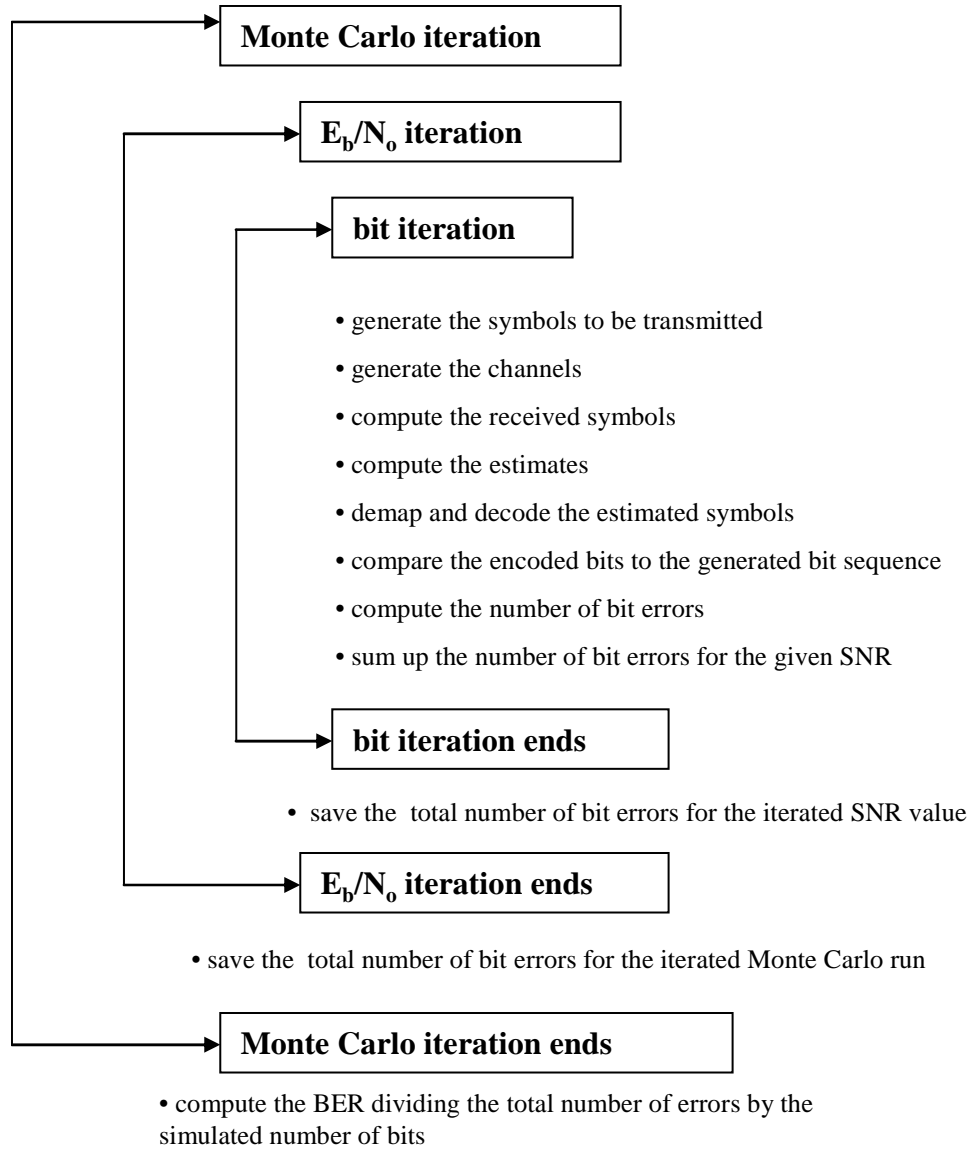 Monte Carlo iteration
Eb/No iteration
bit iteration
• generate the symbols to be transmitted
• generate the channels
• compute the received symbols
• compute the estimates
• demap and decode the estimated symbols
• compare the encoded bits to the generated bit sequence
• compute the number of bit errors
• sum up the number of bit errors for the given SNR
bit iteration ends
• save the total number of bit errors for the iterated SNR value
Eb/No iteration ends
• save the total number of bit errors for the iterated Monte Carlo run
Monte Carlo iteration ends
• compute the BER dividing the total number of errors by the
simulated number of bits